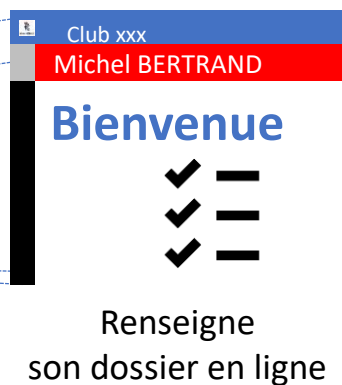 Club xxx
Michel BERTRAND
Bienvenue
Renseigne
son dossier en ligne